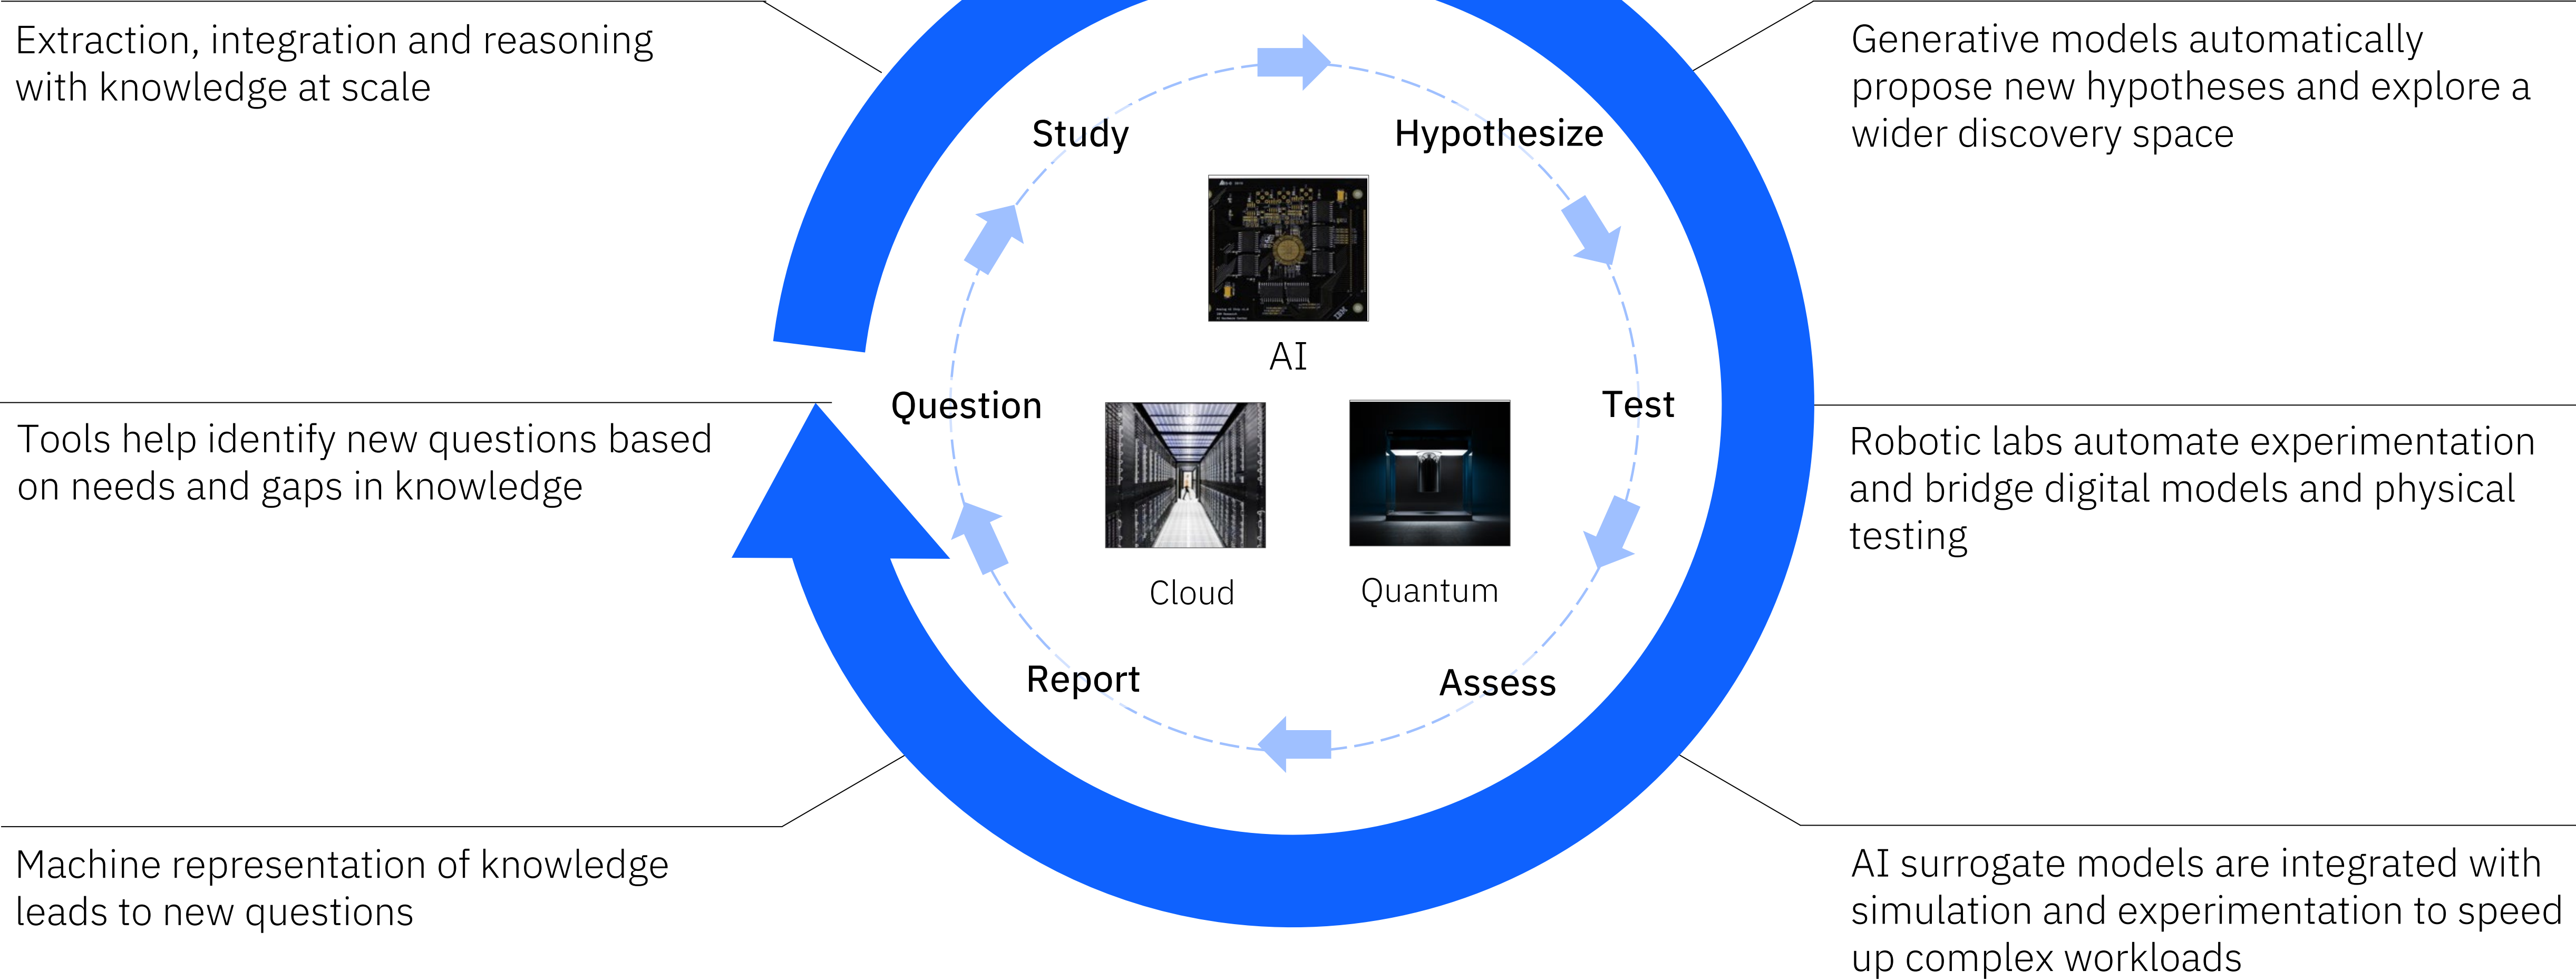 Extraction, integration and reasoning
with knowledge at scale
Generative models automatically
propose new hypotheses and explore a
wider discovery space
Study
Hypothesize
IBM
AI
Question
Test
Tools help identify new questions based
on needs and gaps in knowledge
Robotic labs automate experimentation
and bridge digital models and physical
testing
Cloud
Quantum
Report
Assess
Machine representation of knowledge
leads to new questions
AI surrogate models are integrated with
simulation and experimentation to speed
up complex workloads